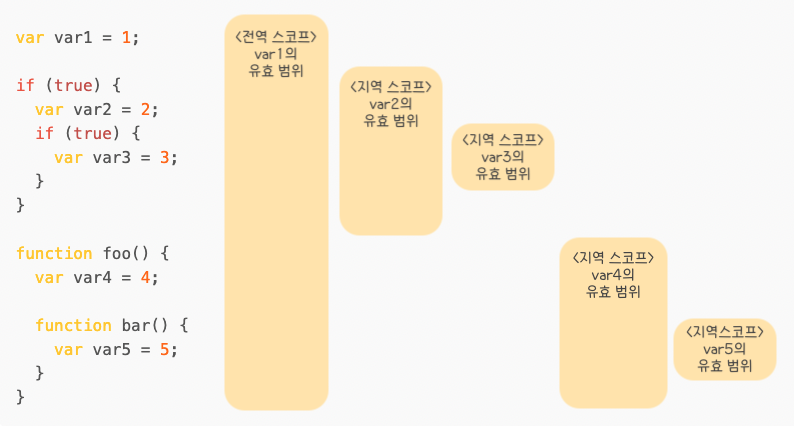 var var1 = 1;
if (true) {
var var2 = 2;
if (true) {
var var3 = 3;
}
}
function foo() {
var var4 = 4;
function bar() {
var var5 = 5;
}
}
<전역 스코프>
var1의
유효 범위
<지역 스코프>
var2의
유효 범위
<지역 스코프>
var3의
유효 범위
<지역 스코프>
var4의
유효 범위
<지역스코프>
var5의
유효 범위